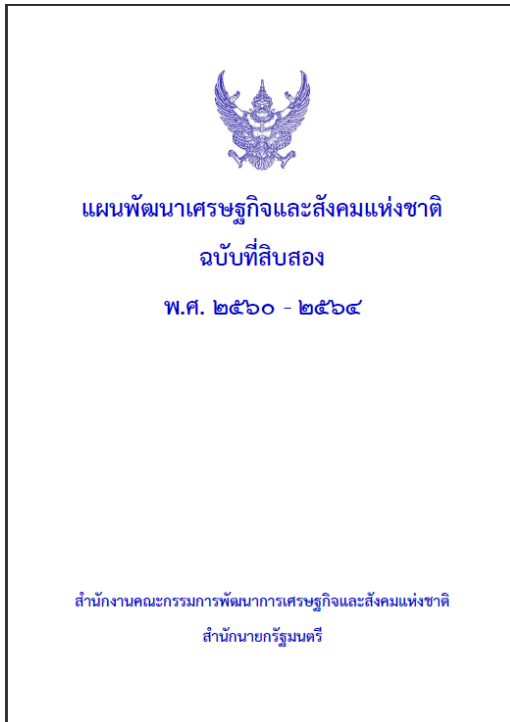 แผนพัฒนาเศรษฐกิจและสังคมแห่งชาติ
ฉบับที่สิบสอง
พ.ศ. ๒๕๖๐ - ๒๕๖๔
สำนักงานคณะกรรมการพัฒนาการเศรษฐกิจและสังคมแห่งชาติ
สำนักนายกรัฐมนตรี